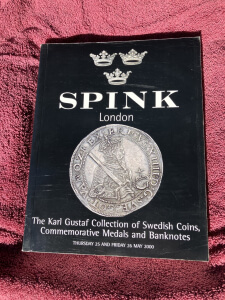 SPINK
London
The Karl Gustaf Collection of Swedish Coins,
Commemorative Medals and Banknotes
THURSDAY 25 AND FRIDAY 26 MAY 2000